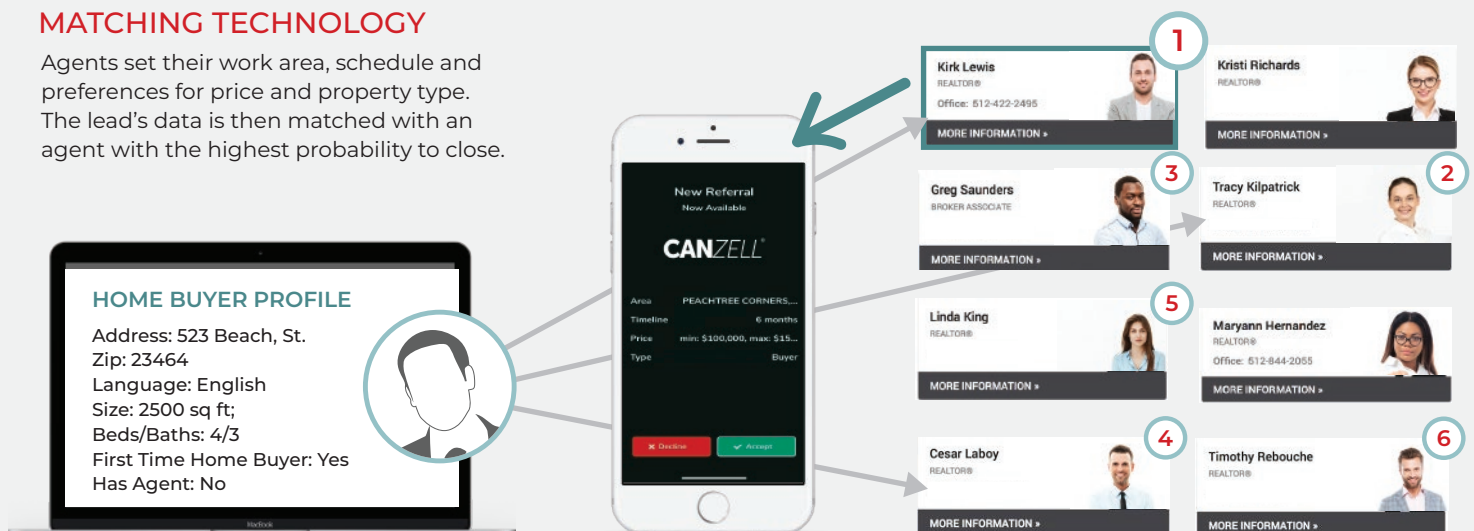 MATCHING TECHNOLOGY
Agents set their work area, schedule and
preferences for price and property type.
The lead's data is then matched with an
agent with the highest probability to close.
HOME BUYER PROFILE
Address: 523 Beach, St.
Zip: 23464
Language: English
Size: 2500 sq ft;
Beds/Baths: 4/3
First Time Home Buyer: Yes
Has Agent: No
MacBook
New Referral
Now Available
CANZELL®
Area PEACHTREE CORNERS,...
Timeline 6 months
Price min: $100,000, max: $15...
Type Buyer
✖ Decline
✔ Accept
1
Kirk Lewis
REALTOR®
Office: 512-422-2495
MORE INFORMATION »
Kristi Richards
REALTOR®
MORE INFORMATION »
3
Greg Saunders
BROKER ASSOCIATE
MORE INFORMATION »
2
Tracy Kilpatrick
REALTOR®
MORE INFORMATION »
5
Linda King
REALTOR®
MORE INFORMATION »
Maryann Hernandez
REALTOR®
Office: 512-844-2055
MORE INFORMATION »
4
Cesar Laboy
REALTOR®
MORE INFORMATION »
6
Timothy Rebouche
REALTOR®
MORE INFORMATION »